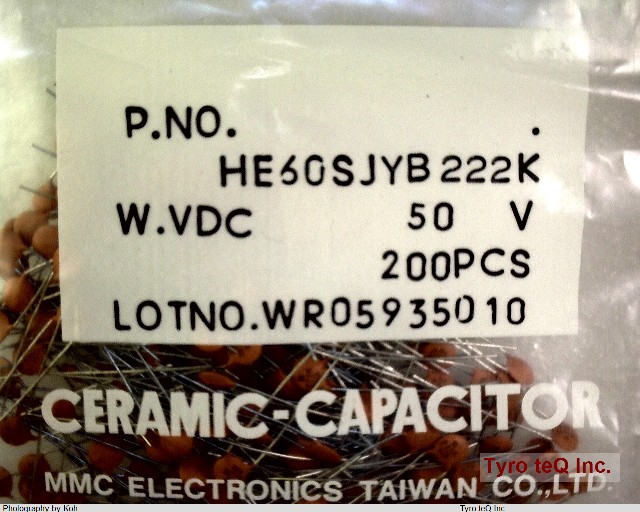 P.NO. .
HE60SJYB222K
W.VDC 50 V
200PCS
LOTNO.WR05935010
CERAMIC-CAPACITOR
Tyro teQ Inc.
MMC ELECTRONICS TAIWAN CO.,LTD.
Photography by Koh Tyro teQ Inc